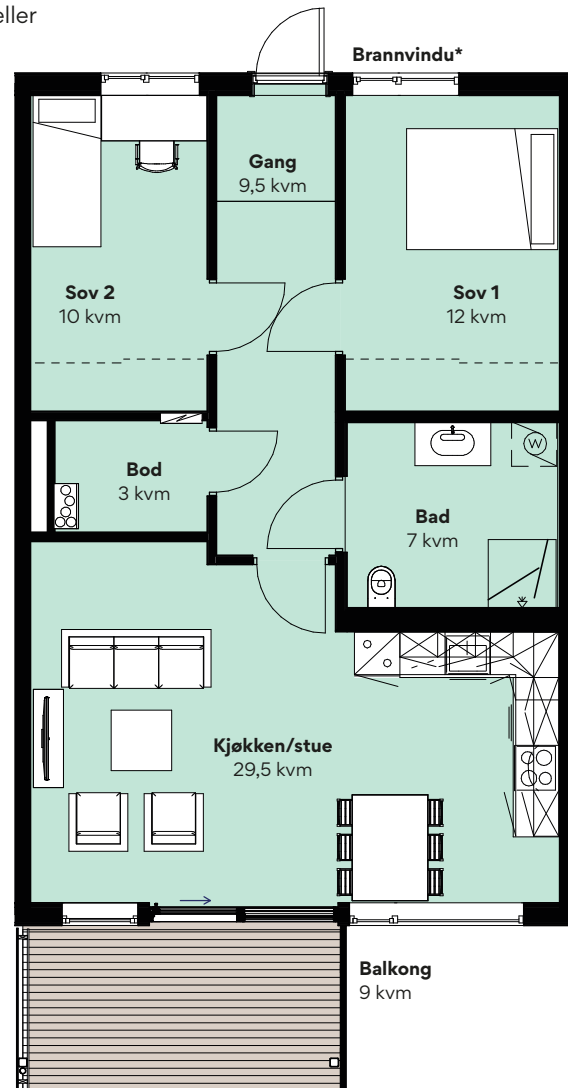 eller
Brannvindu*
Gang
9,5 kvm
Sov 2
10 kvm
Sov 1
12 kvm
Bod
3 kvm
W
Bad
7 kvm
Kjøkken/stue
29,5 kvm
Balkong
9 kvm